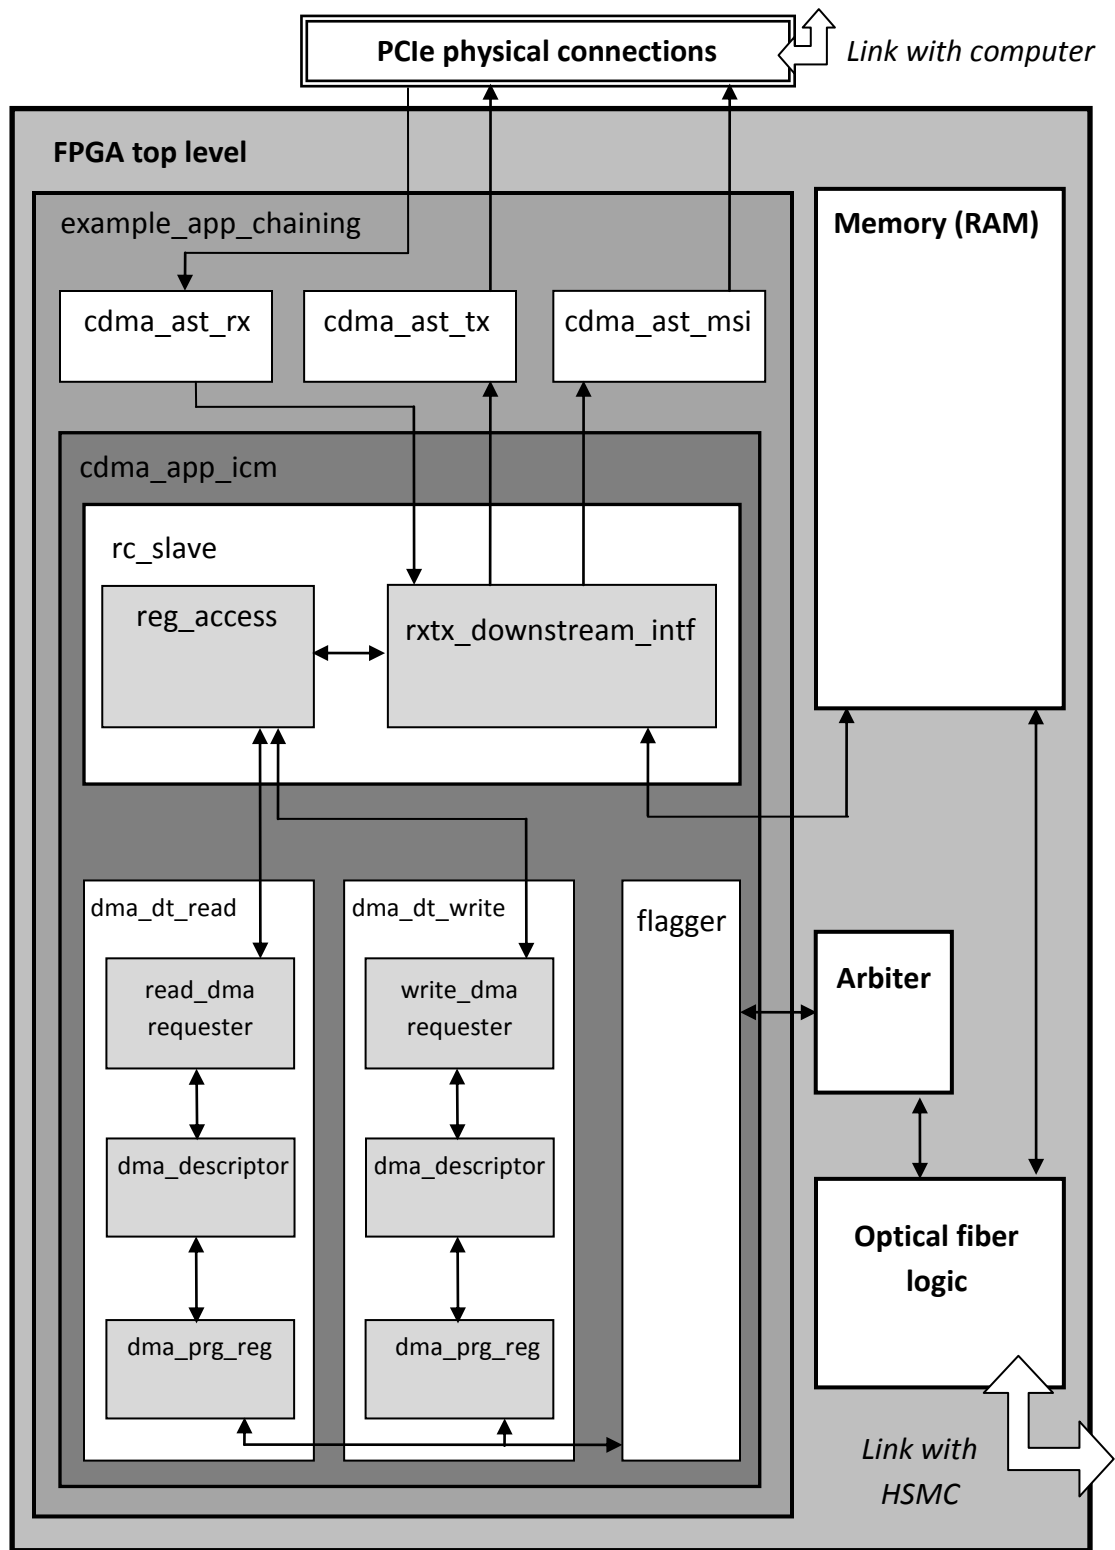 PCIe physical connections
Link with computer
FPGA top level
example_app_chaining
Memory (RAM)
cdma_ast_rx
cdma_ast_tx
cdma_ast_msi
cdma_app_icm
rc_slave
reg_access
rxtx_downstream_intf
dma_dt_read
dma_dt_write
flagger
read_dma
requester
write_dma
requester
Arbiter
dma_descriptor
dma_descriptor
Optical fiber
logic
dma_prg_reg
dma_prg_reg
Link with
HSMC